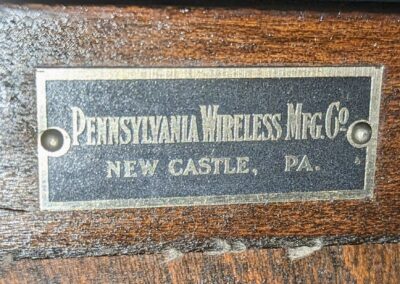 PENNSYLVANIA WIRELESS MFG. CO
NEW CASTLE, PA.